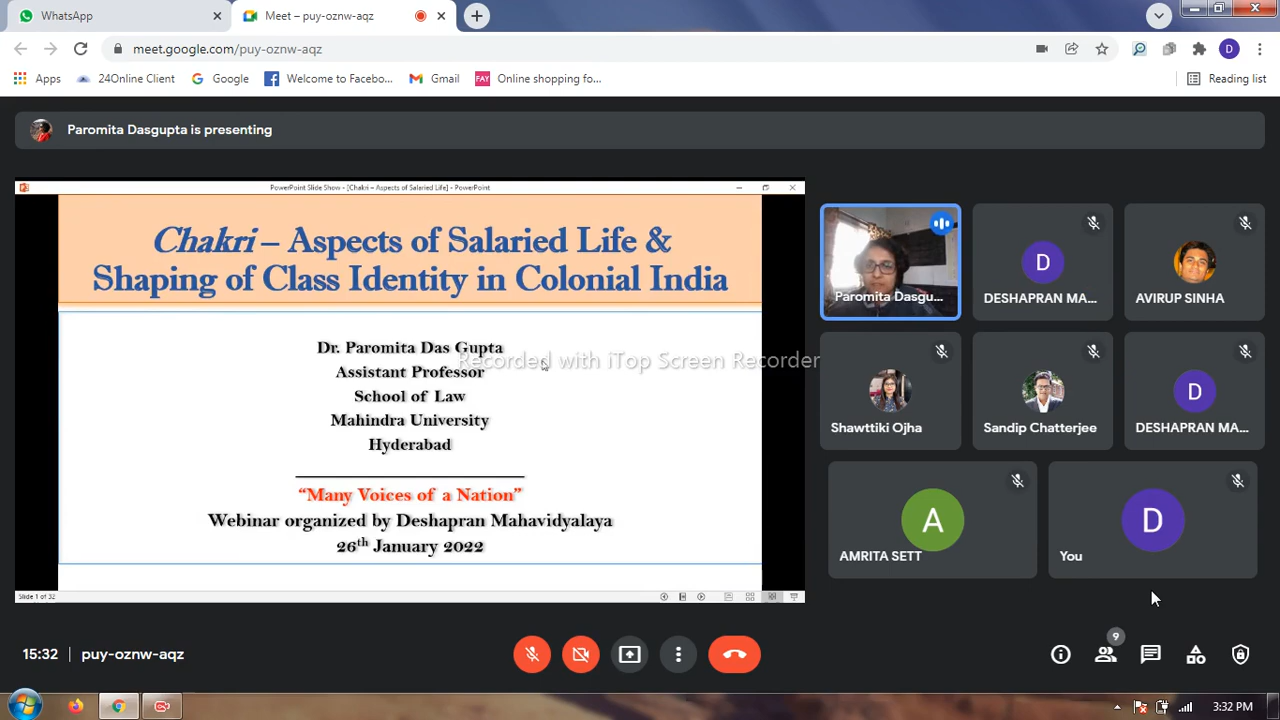 WhatsApp
Meet – puy-oznw-aqz
meet.google.com/puy-oznw-aqz
Apps
24Online Client
Google
Welcome to Facebo...
Gmail
FAY
Online shopping fo...
Reading list
D
Paromita Dasgupta is presenting
PowerPoint Slide Show - [Chakri – Aspects of Salaried Life] - PowerPoint
Chakri – Aspects of Salaried Life &
Shaping of Class Identity in Colonial India
Dr. Paromita Das Gupta
Assistant Professor
School of Law
Mahindra University
Hyderabad
“Many Voices of a Nation”
Webinar organized by Deshapran Mahavidyalaya
26th January 2022
Slide 1 of 32
Recorded with iTop Screen Recorder
Paromita Dasgu...
D
DESHAPRAN MA...
AVIRUP SINHA
Shawttiki Ojha
Sandip Chatterjee
D
DESHAPRAN MA...
A
AMRITA SETT
D
You
15:32 | puy-oznw-aqz
9
3:32 PM